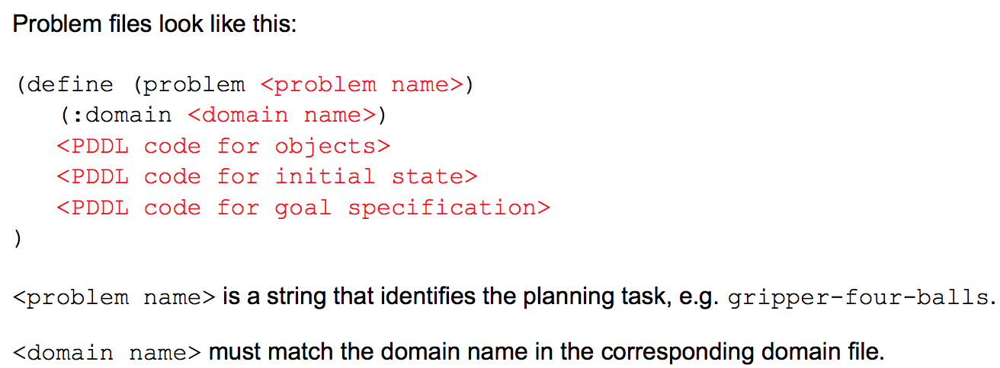 Problem files look like this:
(define (problem <problem name>)
(:domain <domain name>)
<PDDL code for objects>
<PDDL code for initial state>
<PDDL code for goal specification>
)
<problem name> is a string that identifies the planning task, e.g. gripper-four-balls.
<domain name> must match the domain name in the corresponding domain file.